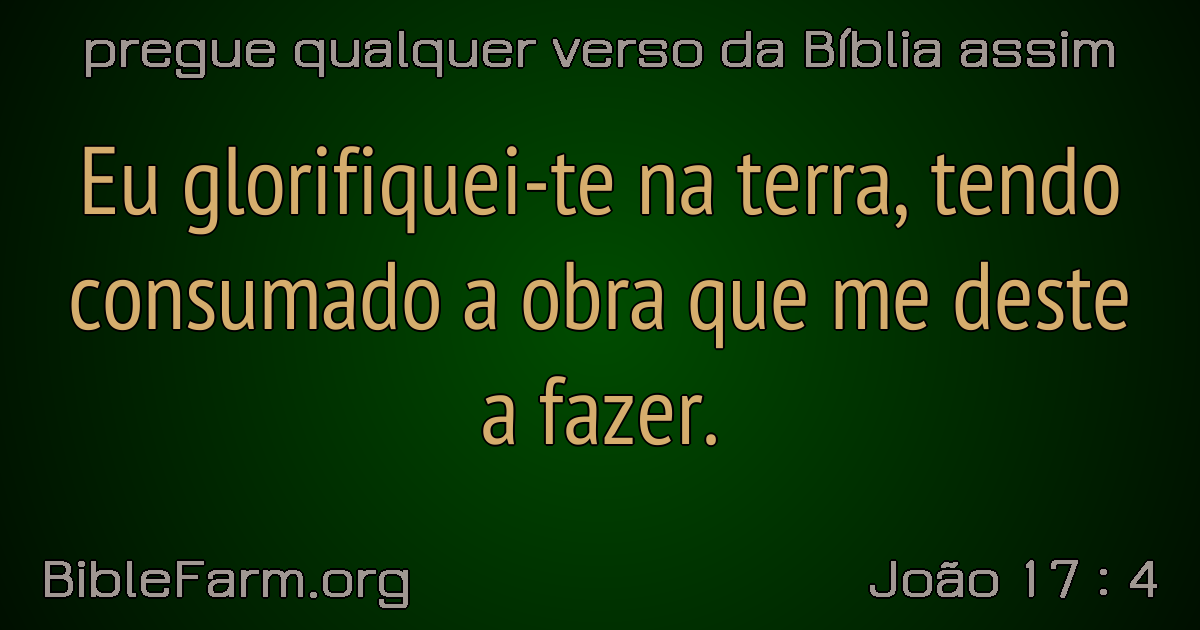 pregue qualquer verso da Bíblia assim
Eu glorifiquei-te na terra, tendo
consumado a obra que me deste
a fazer.
BibleFarm.org
João 17 : 4